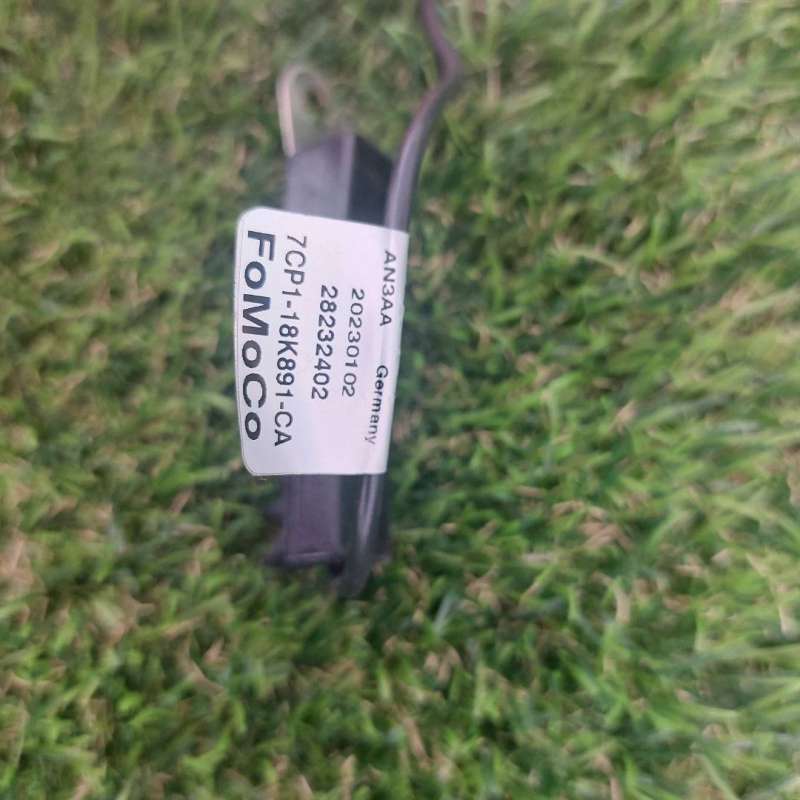 AN3AA Germany
20230102
28232402
7CP1-18K891-CA
FoMoCo